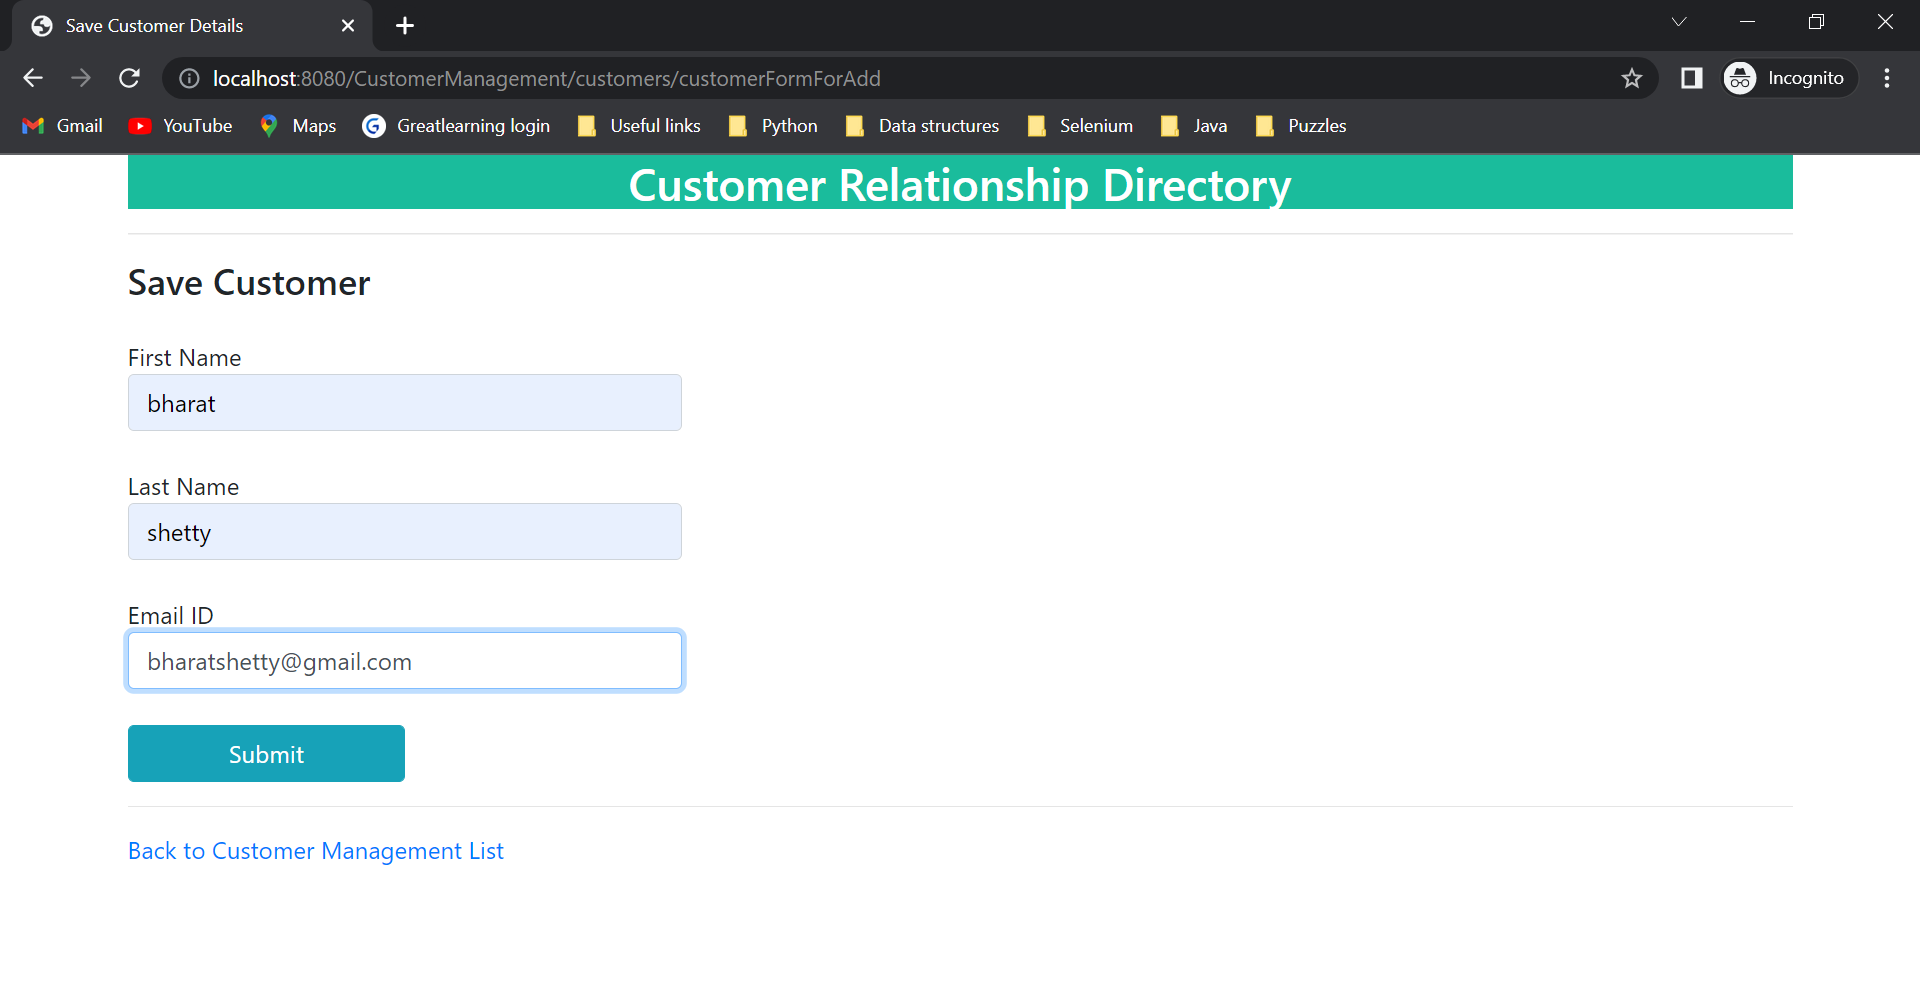 Save Customer Details
localhost:8080/CustomerManagement/customers/customerFormForAdd
Incognito
Gmail YouTube Maps Greatlearning login Useful links Python Data structures Selenium Java Puzzles
Customer Relationship Directory
Save Customer
First Name
bharat
Last Name
shetty
Email ID
bharatshetty@gmail.com
Submit
Back to Customer Management List